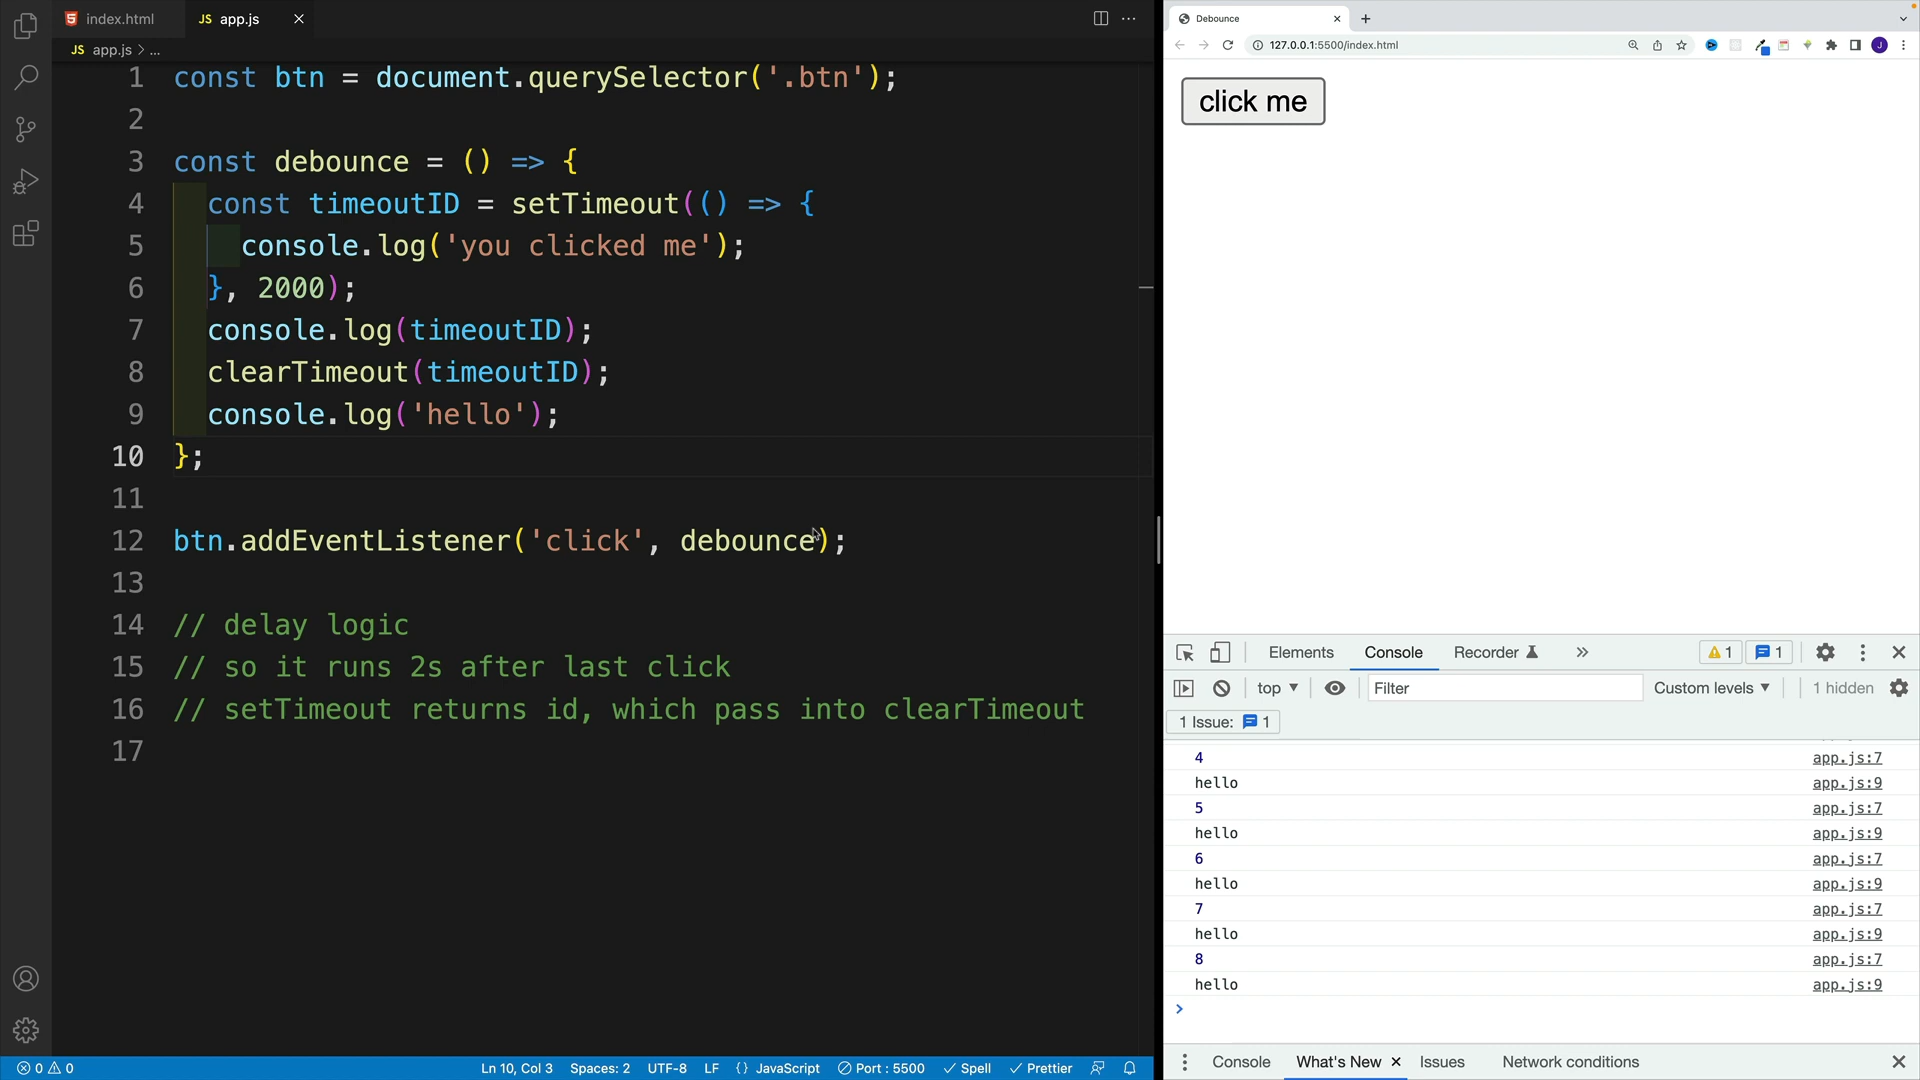 index.html
JS app.js
JS app.js > ...
1 const btn = document.querySelector('.btn');
2
3 const debounce = () => {
4 const timeoutID = setTimeout(() => {
5 console.log('you clicked me');
6 }, 2000);
7 console.log(timeoutID);
8 clearTimeout(timeoutID);
9 console.log('hello');
10 };
11
12 btn.addEventListener('click', debounce);
13
14 // delay logic
15 // so it runs 2s after last click
16 // setTimeout returns id, which pass into clearTimeout
17
0 0 Ln 10, Col 3 Spaces: 2 UTF-8 LF {} JavaScript Port : 5500 Spell Prettier
Debounce
127.0.0.1:5500/index.html
J
click me
Elements Console Recorder 1 1
top Filter Custom levels 1 hidden
1 Issue: 1
4 app.js:7
hello app.js:9
5 app.js:7
hello app.js:9
6 app.js:7
hello app.js:9
7 app.js:7
hello app.js:9
8 app.js:7
hello app.js:9
>
Console What's New Issues Network conditions